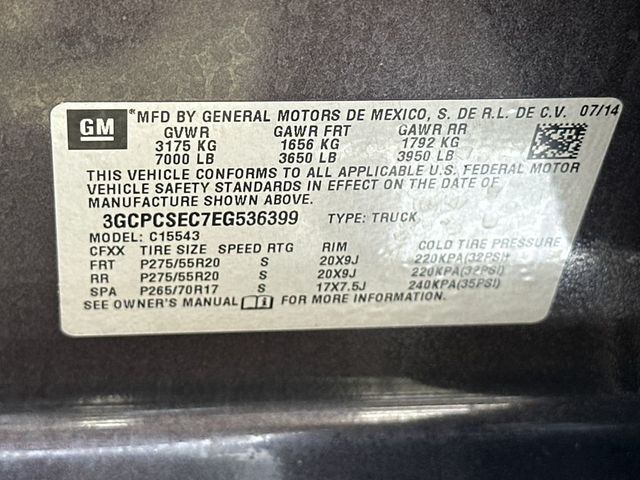 GM ®MFD BY GENERAL MOTORS DE MEXICO, S. DE R.L. DE C.V. 07/14
GVWR GAWR FRT GAWR RR
3175 KG 1656 KG 1792 KG
7000 LB 3650 LB 3950 LB
THIS VEHICLE CONFORMS TO ALL APPLICABLE U.S. FEDERAL MOTOR
VEHICLE SAFETY STANDARDS IN EFFECT ON THE DATE OF
MANUFACTURE SHOWN ABOVE.
3GCPCSEC7EG536399 TYPE: TRUCK
MODEL: C15543
CFXX TIRE SIZE SPEED RTG RIM COLD TIRE PRESSURE
FRT P275/55R20 S 20X9J 220KPA(32PSI)
RR P275/55R20 S 20X9J 220KPA(32PSI)
SPA P265/70R17 S 17X7.5J 240KPA(35PSI)
SEE OWNER'S MANUAL FOR MORE INFORMATION.